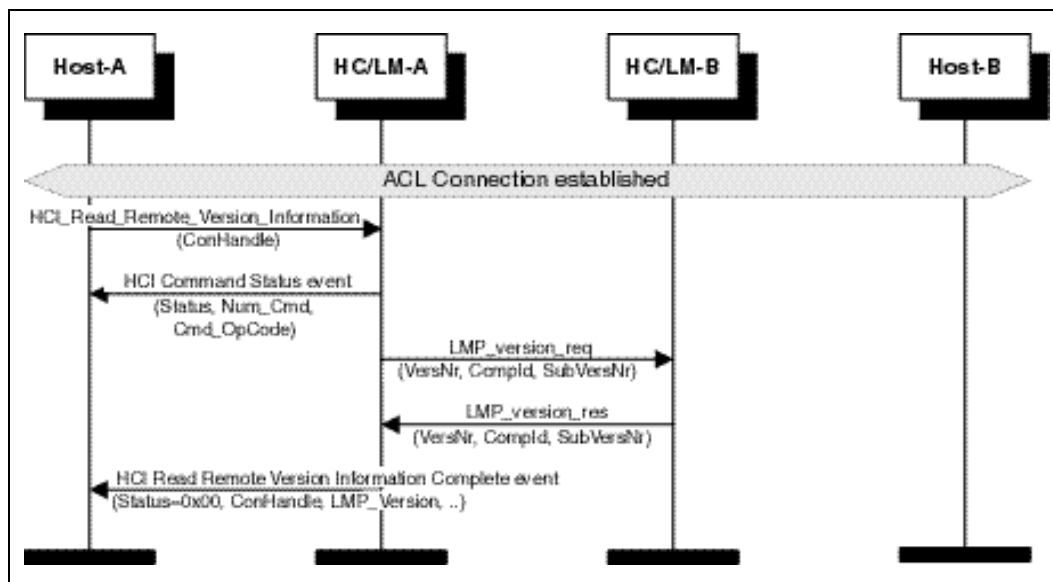 Host-A
HC/LM-A
HC/LM-B
Host-B
ACL Connection established
HCI_Read_Remote_Version_Information
(ConHandle)
HCI Command Status event
(Status, Num_Cmd,
Cmd_OpCode)
LMP_version_req
(VersNr, CompId, SubVersNr)
LMP_version_res
(VersNr, CompId, SubVersNr)
HCI Read Remote Version Information Complete event
(Status=0x00, ConHandle, LMP_Version, ..)